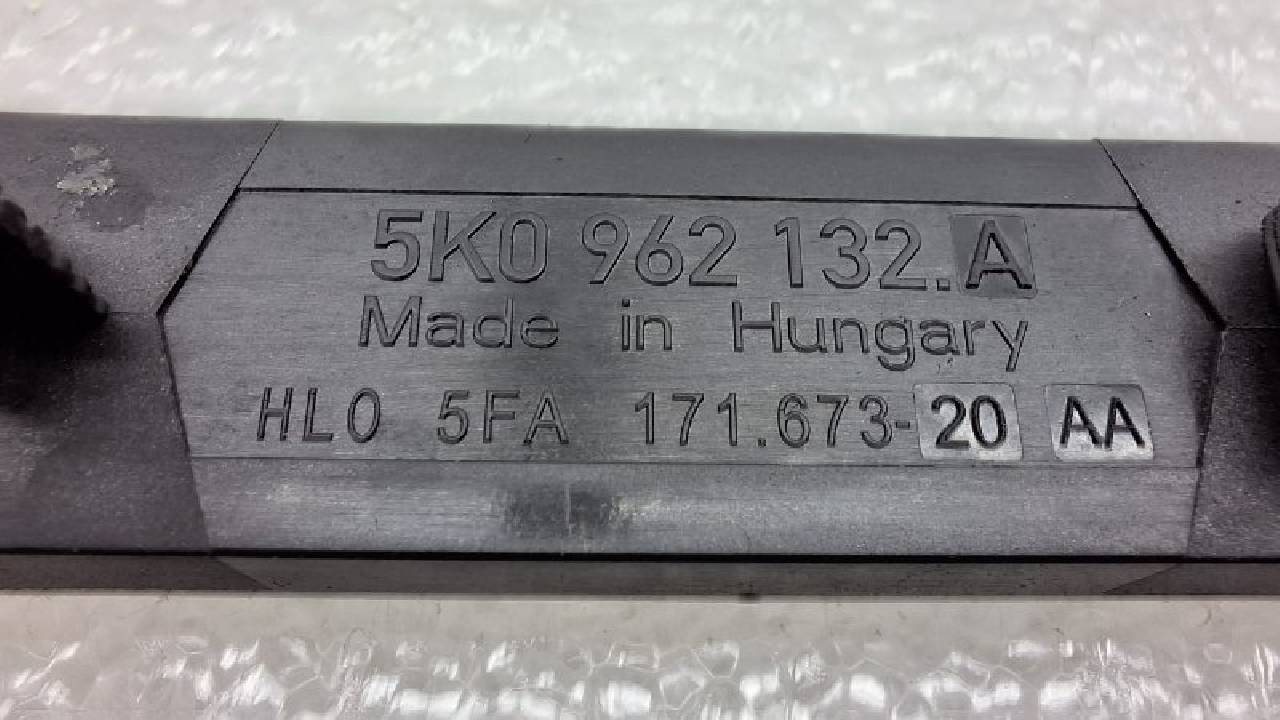 5K0 962 132.A
Made in Hungary
HLO 5FA 171.673-20 AA